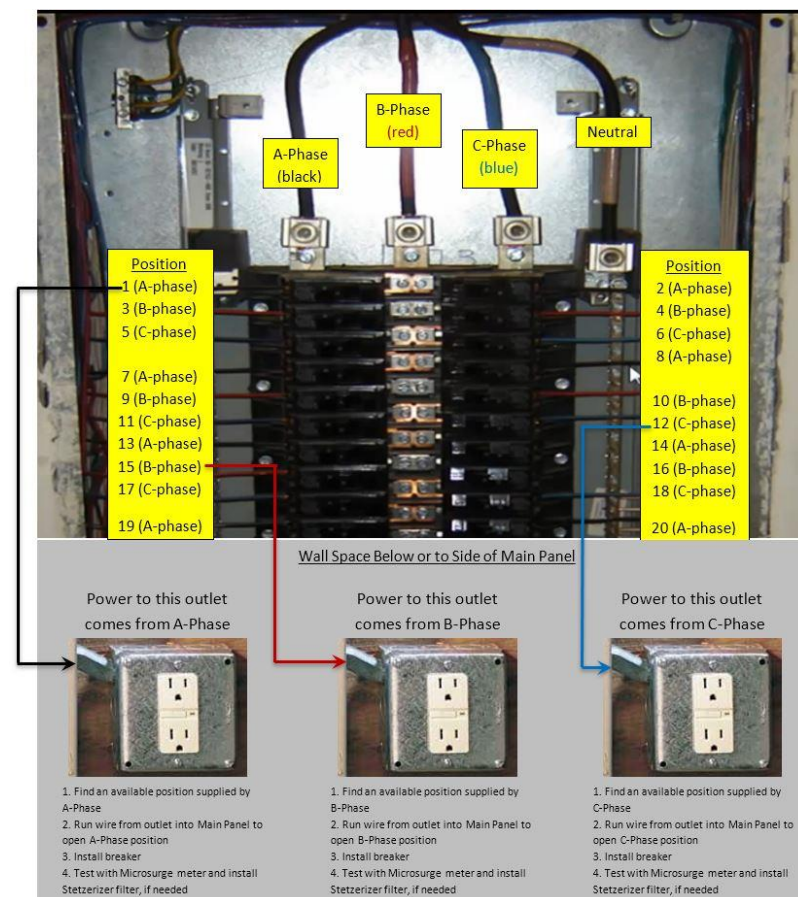 B-Phase
(red)
A-Phase
(black)
C-Phase
(blue)
Neutral
Position
1 (A-phase)
3 (B-phase)
5 (C-phase)
7 (A-phase)
9 (B-phase)
11 (C-phase)
13 (A-phase)
15 (B-phase)
17 (C-phase)
19 (A-phase)
Position
2 (A-phase)
4 (B-phase)
6 (C-phase)
8 (A-phase)
10 (B-phase)
12 (C-phase)
14 (A-phase)
16 (B-phase)
18 (C-phase)
20 (A-phase)
Wall Space Below or to Side of Main Panel
Power to this outlet
comes from A-Phase
1. Find an available position supplied by
A-Phase
2. Run wire from outlet into Main Panel to
open A-Phase position
3. Install breaker
4. Test with Microsurge meter and install
Stetzerizer filter, if needed
Power to this outlet
comes from B-Phase
1. Find an available position supplied by
B-Phase
2. Run wire from outlet into Main Panel to
open B-Phase position
3. Install breaker
4. Test with Microsurge meter and install
Stetzerizer filter, if needed
Power to this outlet
comes from C-Phase
1. Find an available position supplied by
C-Phase
2. Run wire from outlet into Main Panel to
open C-Phase position
3. Install breaker
4. Test with Microsurge meter and install
Stetzerizer filter, if needed